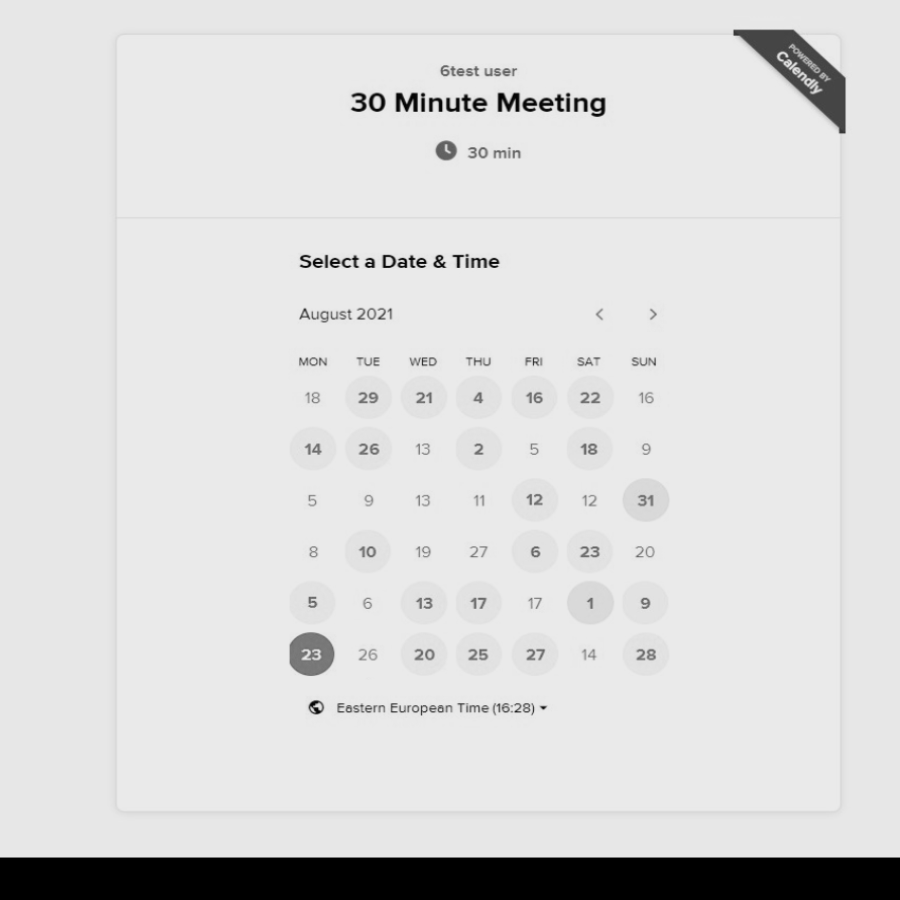 POWERED BY
Calendly
6test user
30 Minute Meeting
30 min
Select a Date & Time
August 2021
MON TUE WED THU FRI SAT SUN
18 29 21 4 16 22 16
14 26 13 2 5 18 9
5 9 13 11 12 12 31
8 10 19 27 6 23 20
5 6 13 17 17 1 9
23 26 20 25 27 14 28
Eastern European Time (16:28)